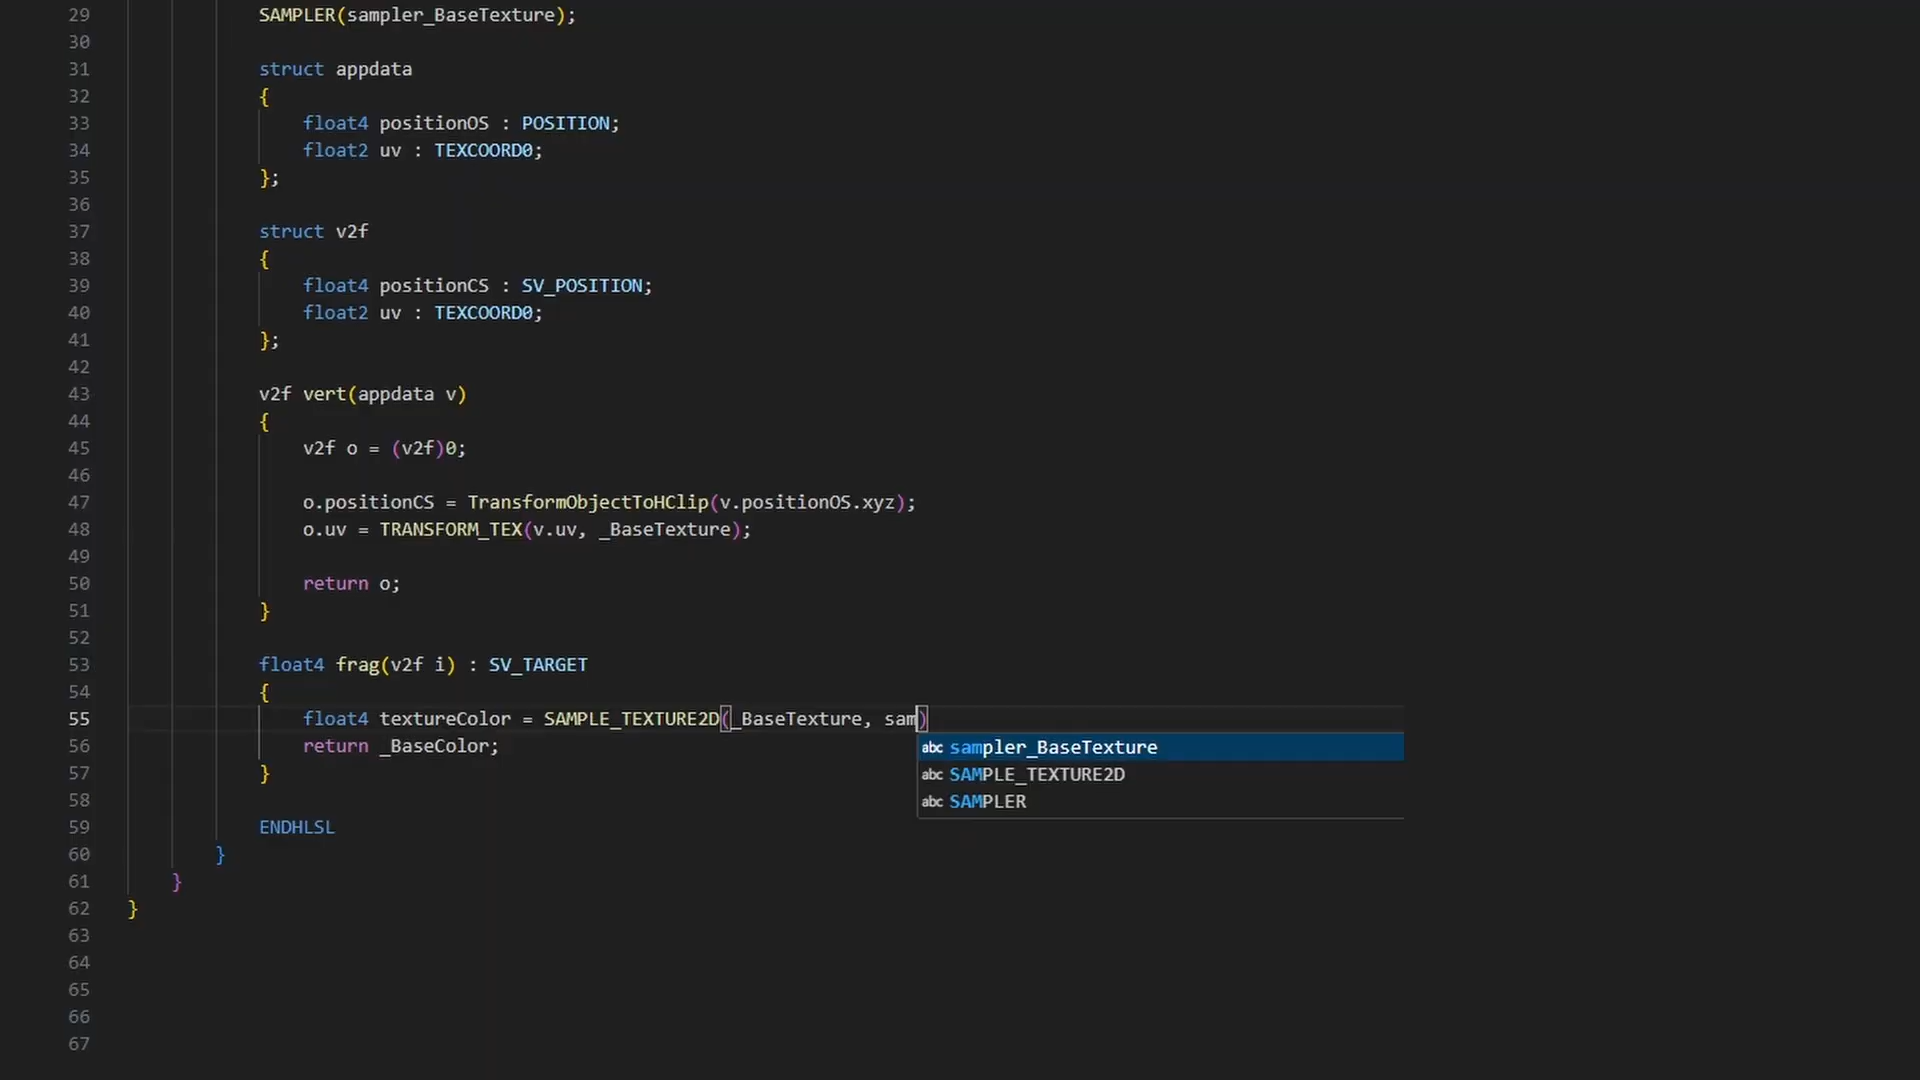 29 SAMPLER(sampler_BaseTexture);
30
31 struct appdata
32 {
33 float4 positionOS : POSITION;
34 float2 uv : TEXCOORD0;
35 };
36
37 struct v2f
38 {
39 float4 positionCS : SV_POSITION;
40 float2 uv : TEXCOORD0;
41 };
42
43 v2f vert(appdata v)
44 {
45 v2f o = (v2f)0;
46
47 o.positionCS = TransformObjectToHClip(v.positionOS.xyz);
48 o.uv = TRANSFORM_TEX(v.uv, _BaseTexture);
49
50 return o;
51 }
52
53 float4 frag(v2f i) : SV_TARGET
54 {
55 float4 textureColor = SAMPLE_TEXTURE2D(_BaseTexture, sam)
56 return _BaseColor;
abc sampler_BaseTexture
57 }
abc SAMPLE_TEXTURE2D
58
abc SAMPLER
59 ENDHLSL
60 }
61 }
62 }
63
64
65
66
67